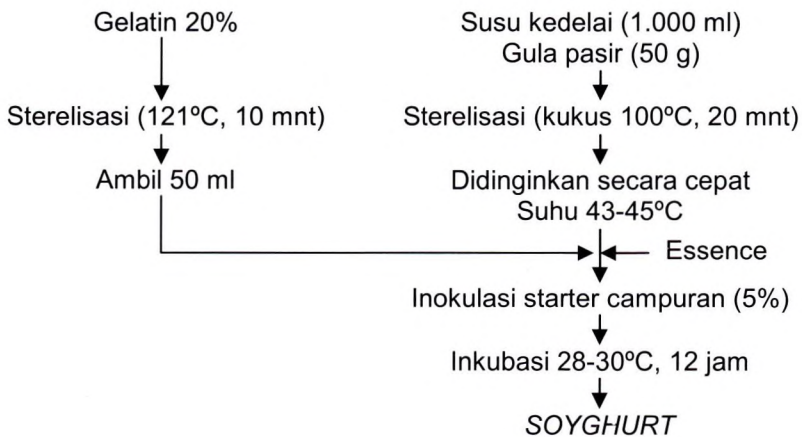 Gelatin 20%
Sterelisasi (121ºC, 10 mnt)
Ambil 50 ml
Susu kedelai (1.000 ml)
Gula pasir (50 g)
Sterelisasi (kukus 100ºC, 20 mnt)
Didinginkan secara cepat
Suhu 43-45ºC
Essence
Inokulasi starter campuran (5%)
Inkubasi 28-30ºC, 12 jam
SOYGHURT